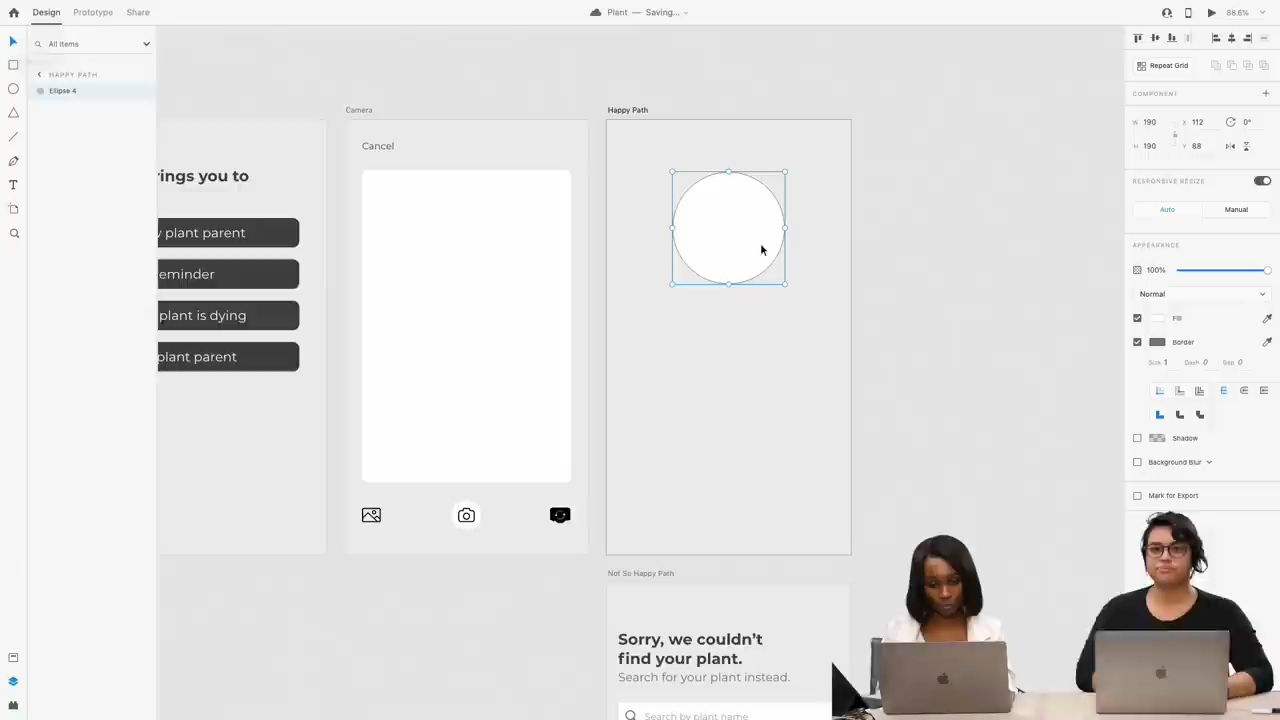 Design Prototype Share
Plant — Saving...
88.6%
All Items
HAPPY PATH
Ellipse 4
Camera
Happy Path
Cancel
rings you to
plant parent
eminder
plant is dying
plant parent
Not So Happy Path
Sorry, we couldn't
find your plant.
Search for your plant instead.
Search by plant name
Repeat Grid
COMPONENT
W 190 X 112 0°
H 190 Y 88
RESPONSIVE RESIZE
Auto Manual
APPEARANCE
100%
Normal
Fill
Border
Size 1 Dash 0 Gap 0
Shadow
Background Blur
Mark for Export